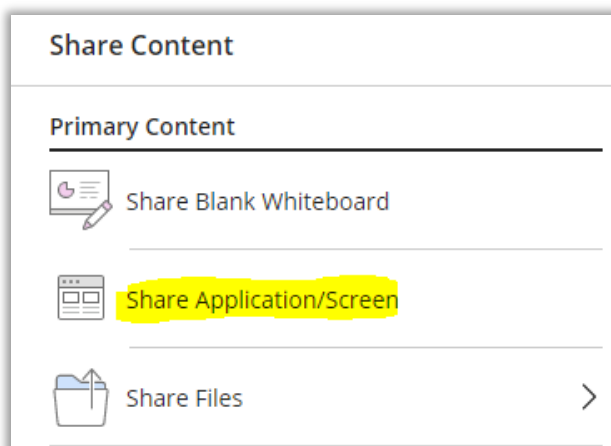 Share Content
Primary Content
Share Blank Whiteboard
Share Application/Screen
Share Files